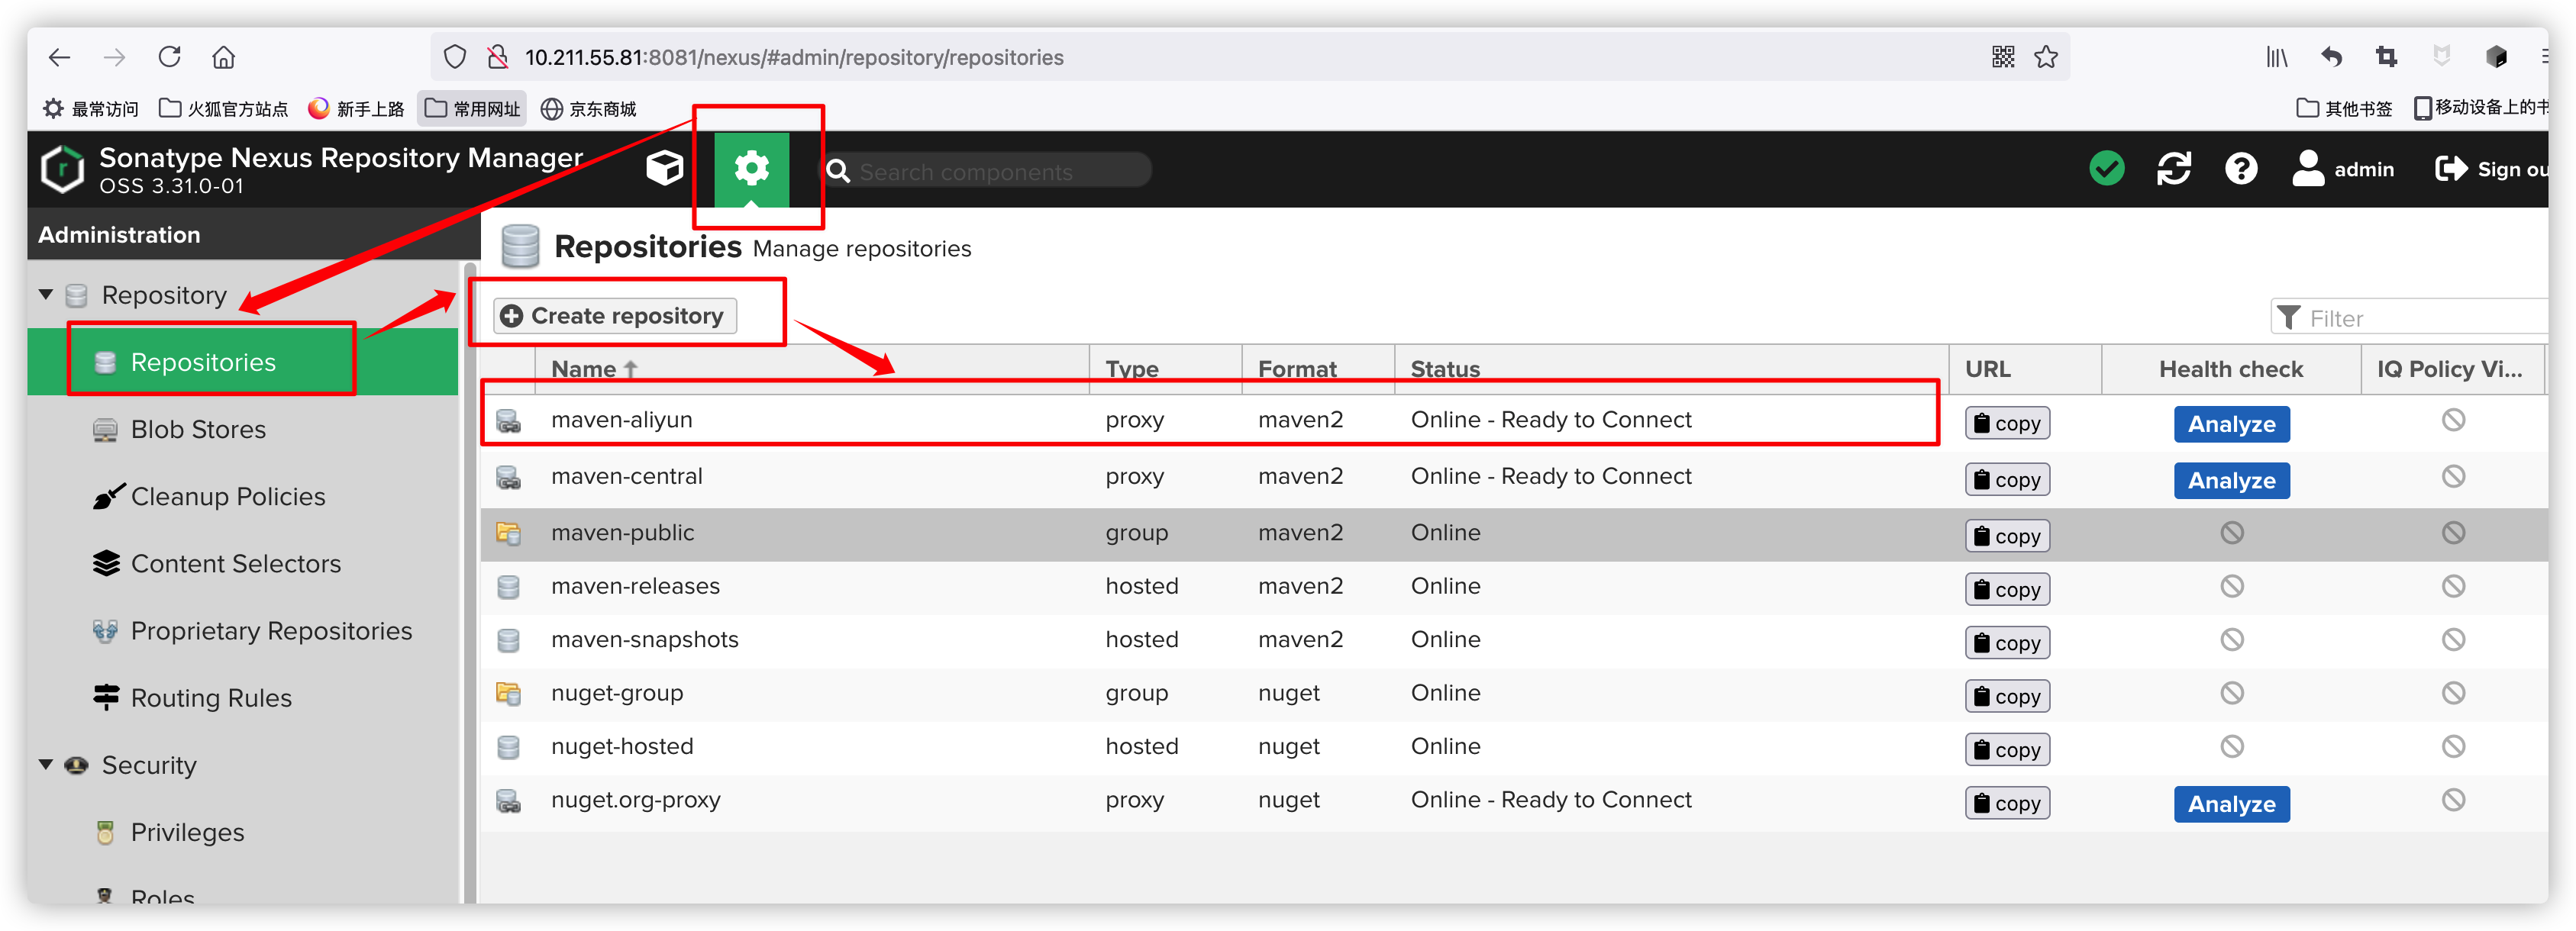 10.211.55.81:8081/nexus/#admin/repository/repositories
最常访问 火狐官方站点 新手上路 常用网址 京东商城 其他书签 移动设备上的书
Sonatype Nexus Repository Manager
OSS 3.31.0-01
Search components
admin Sign ou
Administration
Repositories Manage repositories
Repository
Create repository
Filter
Repositories
Name Type Format Status URL Health check IQ Policy Vi...
maven-aliyun proxy maven2 Online - Ready to Connect copy Analyze
Blob Stores
maven-central proxy maven2 Online - Ready to Connect copy Analyze
Cleanup Policies
maven-public group maven2 Online copy
Content Selectors
maven-releases hosted maven2 Online copy
Proprietary Repositories
maven-snapshots hosted maven2 Online copy
Routing Rules
nuget-group group nuget Online copy
nuget-hosted hosted nuget Online copy
Security
nuget.org-proxy proxy nuget Online - Ready to Connect copy Analyze
Privileges
Roles